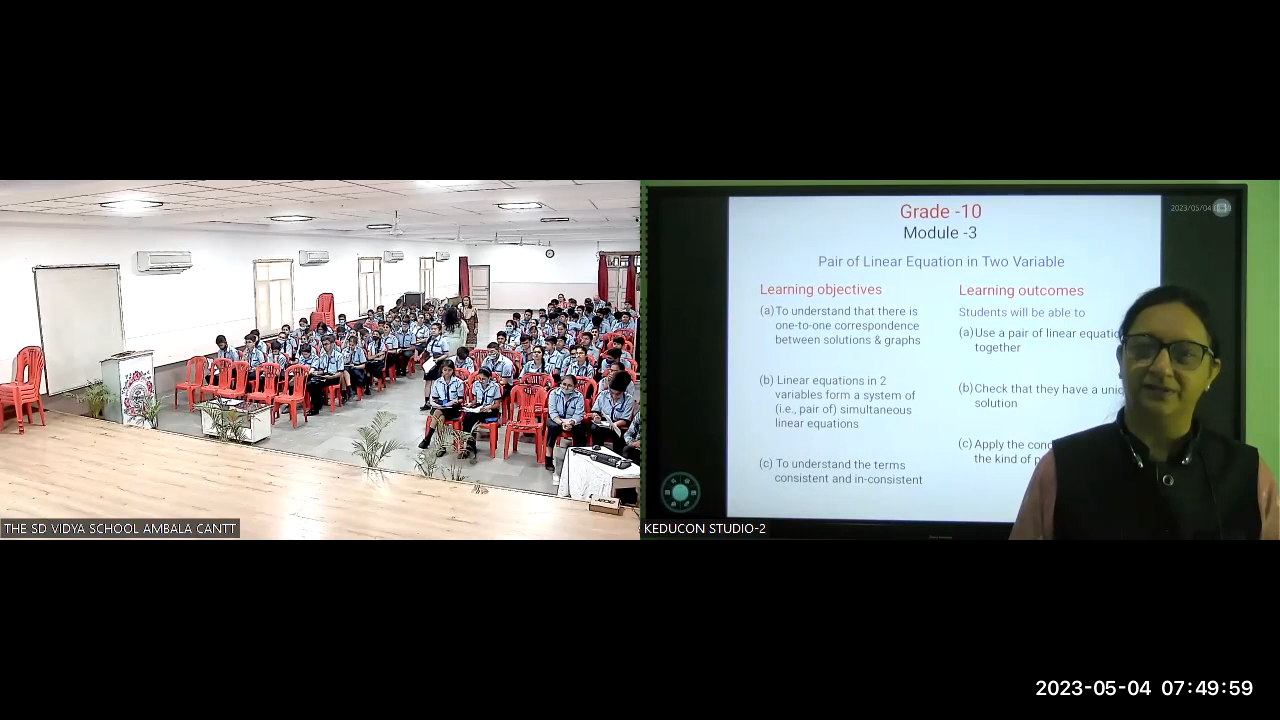 Grade -10
Module -3
Pair of Linear Equation in Two Variable
Learning objectives
(a) To understand that there is
one-to-one correspondence
between solutions & graphs
(b) Linear equations in 2
variables form a system of
(i.e., pair of) simultaneous
linear equations
(c) To understand the terms
consistent and in-consistent
Learning outcomes
Students will be able to
(a) Use a pair of linear
together
(b) Check that they have a
solution
(c) Apply the
the kind of
2023/05/04
THE SD VIDYA SCHOOL AMBALA CANTT
KEDUCON STUDIO-2
2023-05-04 07:49:59